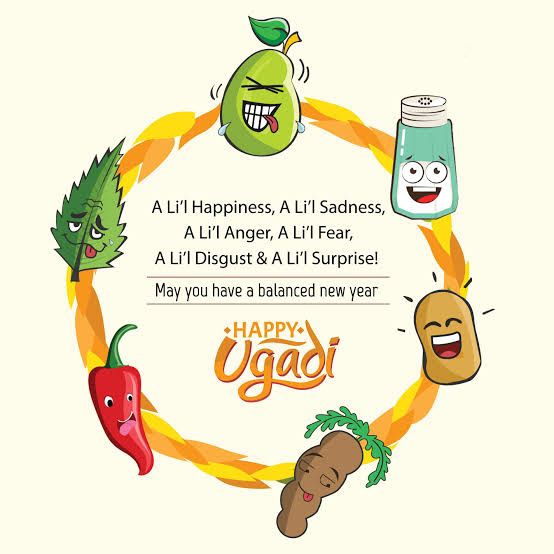 A Li'l Happiness, A Li'l Sadness,
A Li'l Anger, A Li'l Fear,
A Li'l Disgust & A Li'l Surprise!
May you have a balanced new year
HAPPY
Ugadi